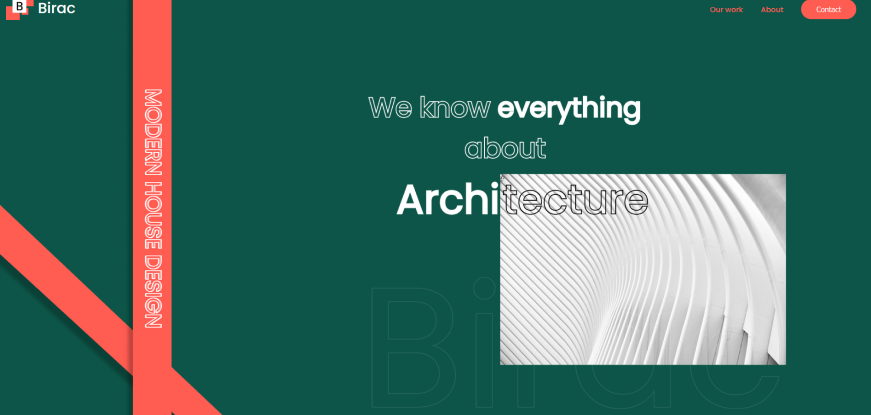 B Birac
Our work
About
Contact
MODERN HOUSE DESIGN
We know everything
about
Architecture
Birac